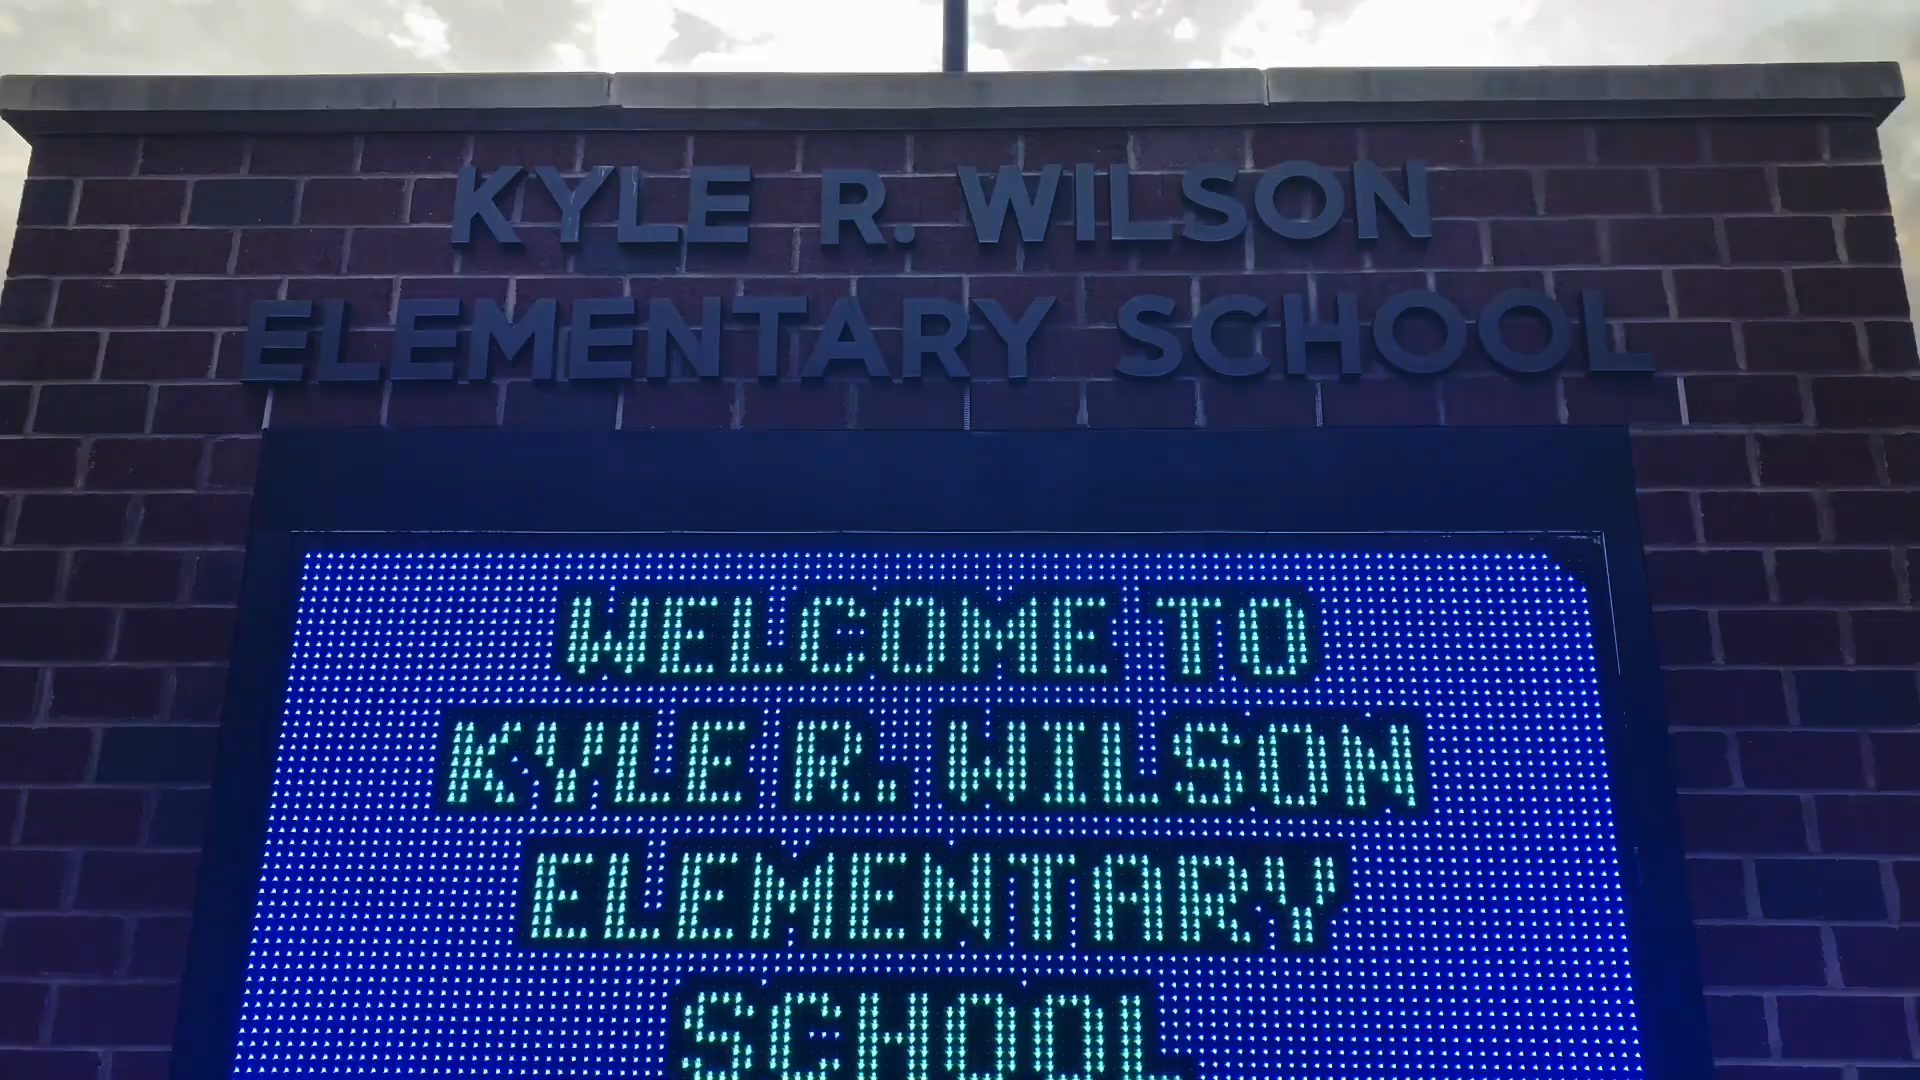 KYLE R. WILSON
ELEMENTARY SCHOOL
WELCOME TO
KYLE R. WILSON
ELEMENTARY
SCHOOL